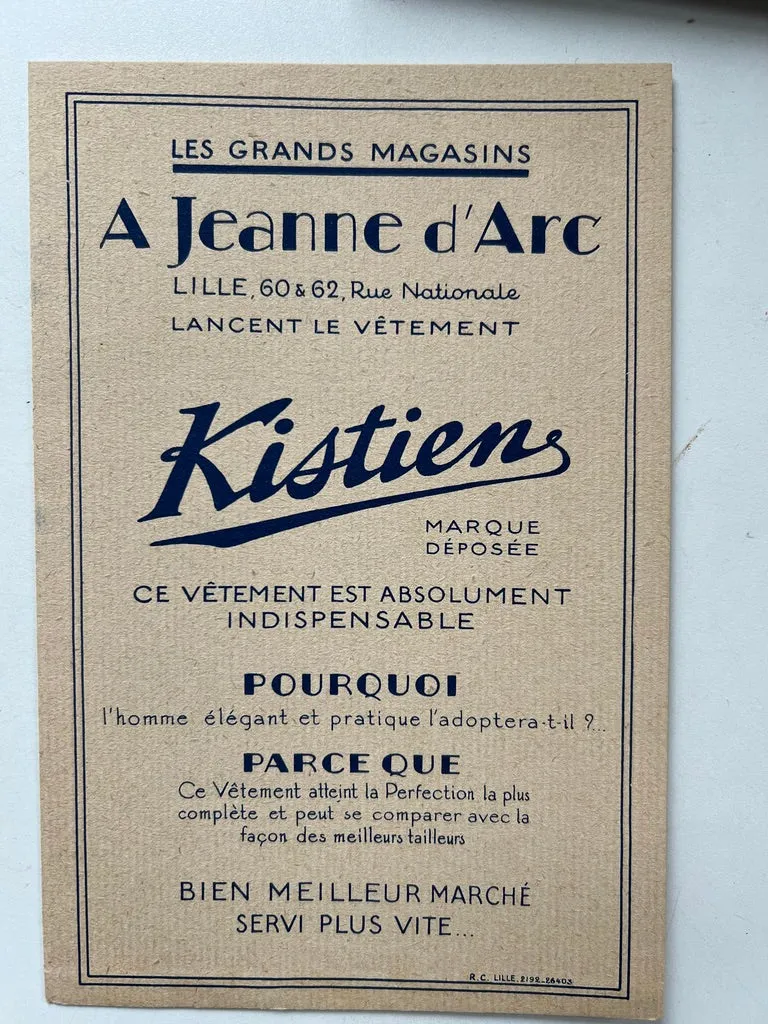 LES GRANDS MAGASINS
A Jeanne d'Arc
LILLE, 60 & 62, Rue Nationale
LANCENT LE VÊTEMENT
Kistiens
MARQUE
DÉPOSÉE
CE VÊTEMENT EST ABSOLUMENT
INDISPENSABLE
POURQUOI
l'homme élégant et pratique l'adoptera-t-il ?...
PARCE QUE
Ce Vêtement atteint la Perfection la plus
complète et peut se comparer avec la
façon des meilleurs tailleurs
BIEN MEILLEUR MARCHÉ
SERVI PLUS VITE...
R.C. LILLE. 2192_26403